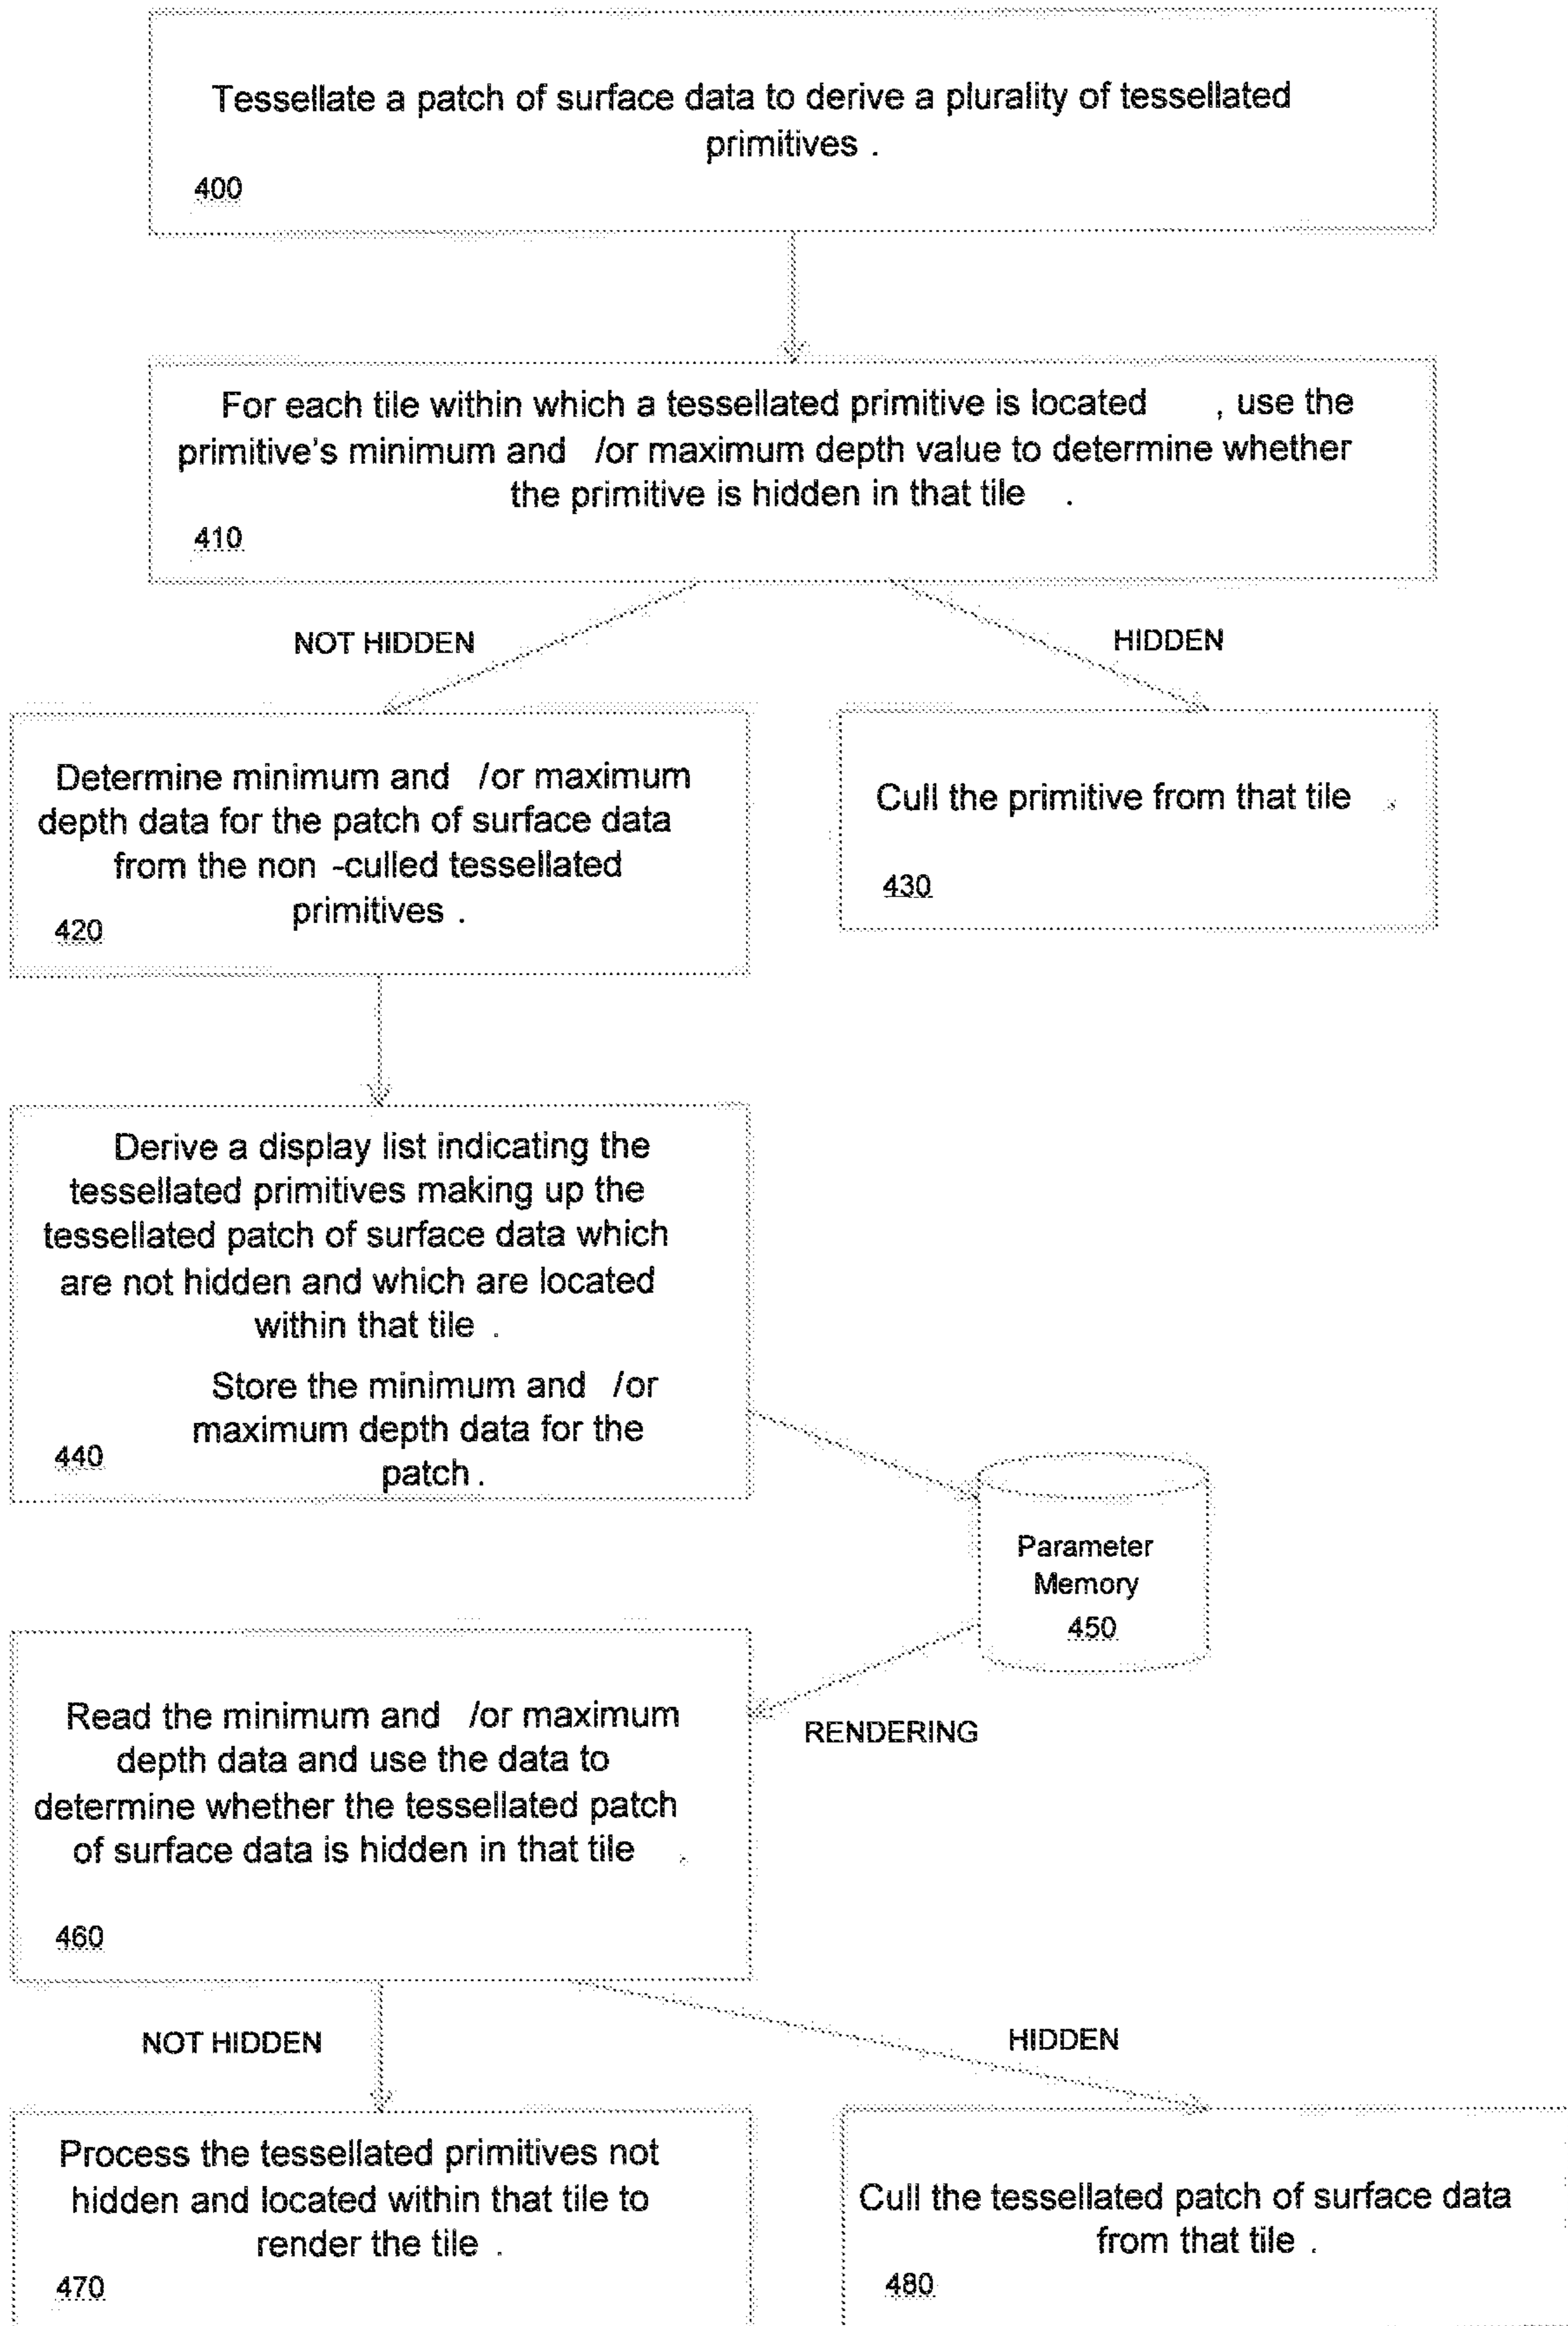 Tessellate a patch of surface data to derive a plurality of tessellated
primitives .
400
For each tile within which a tessellated primitive is located , use the
primitive's minimum and /or maximum depth value to determine whether
the primitive is hidden in that tile .
410
NOT HIDDEN
HIDDEN
Determine minimum and /or maximum
depth data for the patch of surface data
from the non -culled tessellated
primitives .
420
Cull the primitive from that tile .
430
Derive a display list indicating the
tessellated primitives making up the
tessellated patch of surface data which
are not hidden and which are located
within that tile .
Store the minimum and /or
maximum depth data for the
patch .
440
Parameter
Memory
450
RENDERING
Read the minimum and /or maximum
depth data and use the data to
determine whether the tessellated patch
of surface data is hidden in that tile .
460
NOT HIDDEN
HIDDEN
Process the tessellated primitives not
hidden and located within that tile to
render the tile .
470
Cull the tessellated patch of surface data
from that tile .
480